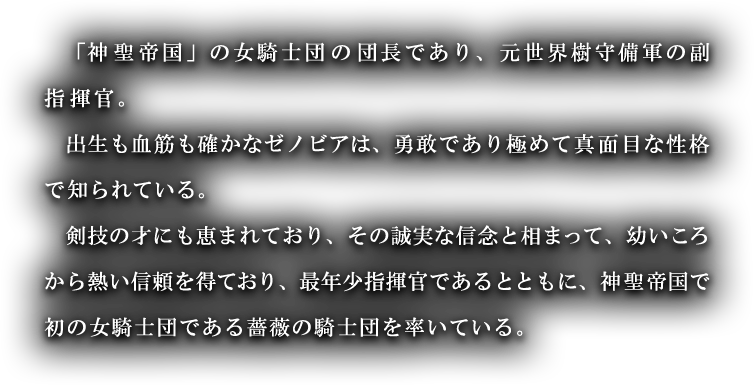 「神聖帝国」の女騎士団の団長であり、元世界樹守備軍の副
指揮官。
出生も血筋も確かなゼノビアは、勇敢であり極めて真面目な性格
で知られている。
剣技の才にも恵まれており、その誠実な信念と相まって、幼いころ
から熱い信頼を得ており、最年少指揮官であるとともに、神聖帝国で
初の女騎士団である薔薇の騎士団を率いている。